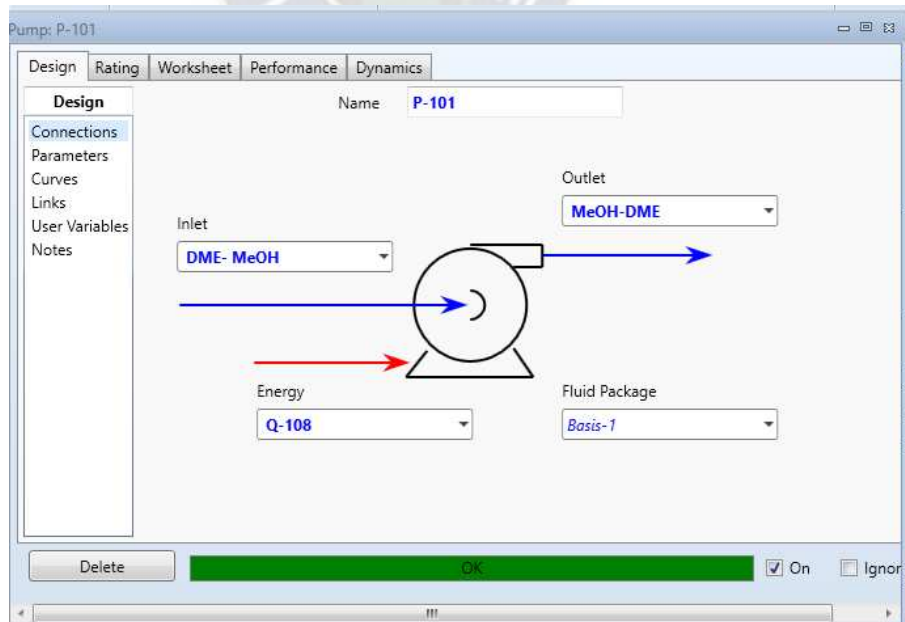 Pump: P-101
Design Rating Worksheet Performance Dynamics
Design
Connections
Parameters
Curves
Links
User Variables
Notes
Name P-101
Outlet
MeOH-DME
Inlet
DME- MeOH
Energy
Q-108
Fluid Package
Basis-1
Delete
OK
On
Ignor